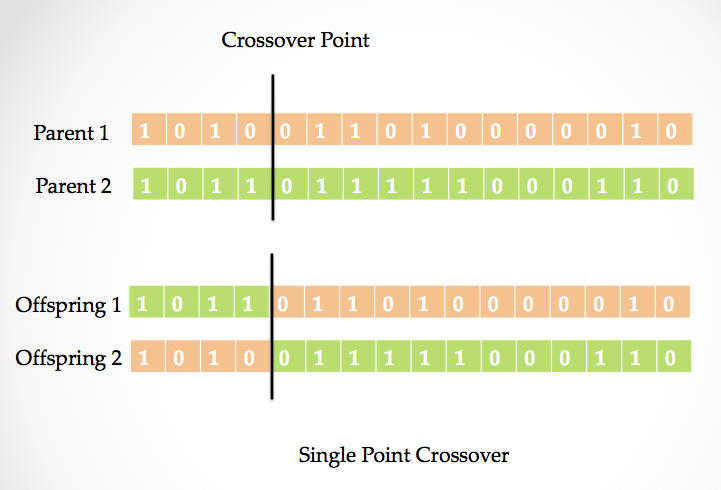 Crossover Point
Parent 1 1 0 1 0 0 1 1 0 1 0 0 0 0 0 1 0
Parent 2 1 0 1 1 0 1 1 1 1 1 0 0 0 1 1 0
Offspring 1 1 0 1 1 0 1 1 0 1 0 0 0 0 0 1 0
Offspring 2 1 0 1 0 0 1 1 1 1 1 0 0 0 1 1 0
Single Point Crossover